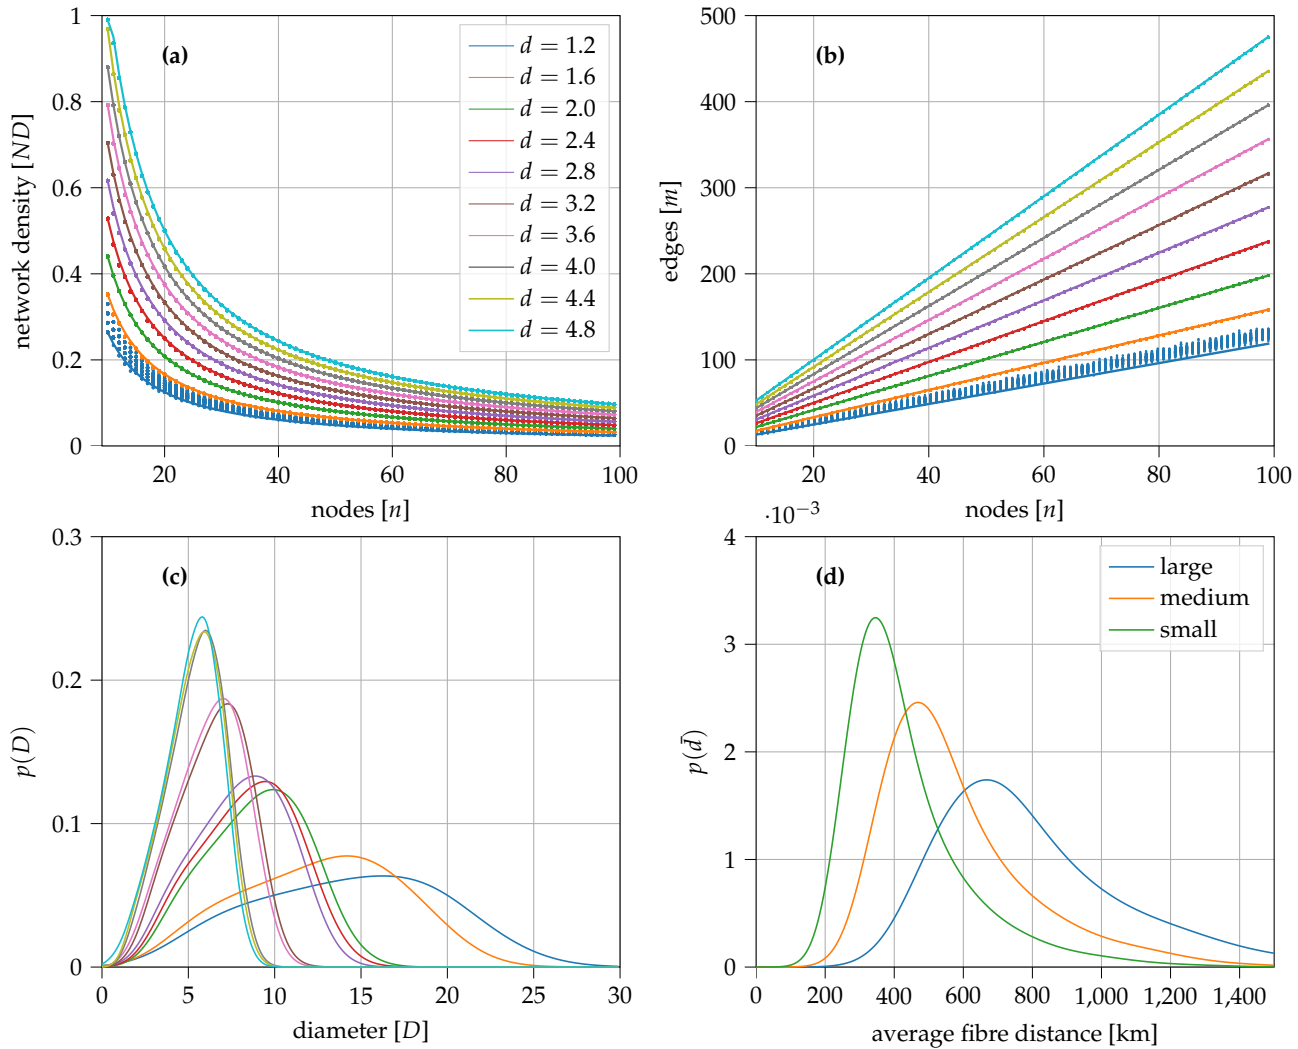 (a)
network density [ND]
1
0.8
0.6
0.4
0.2
0
20
40
60
80
100
nodes [n]
d = 1.2
d = 1.6
d = 2.0
d = 2.4
d = 2.8
d = 3.2
d = 3.6
d = 4.0
d = 4.4
d = 4.8
(b)
edges [m]
500
400
300
200
100
0
20
40
60
80
100
nodes [n]
(c)
p(D)
0.3
0.2
0.1
0
0
5
10
15
20
25
30
diameter [D]
(d)
·10⁻³
p(d̄)
4
3
2
1
0
0
200
400
600
800
1,000
1,200
1,400
average fibre distance [km]
large
medium
small